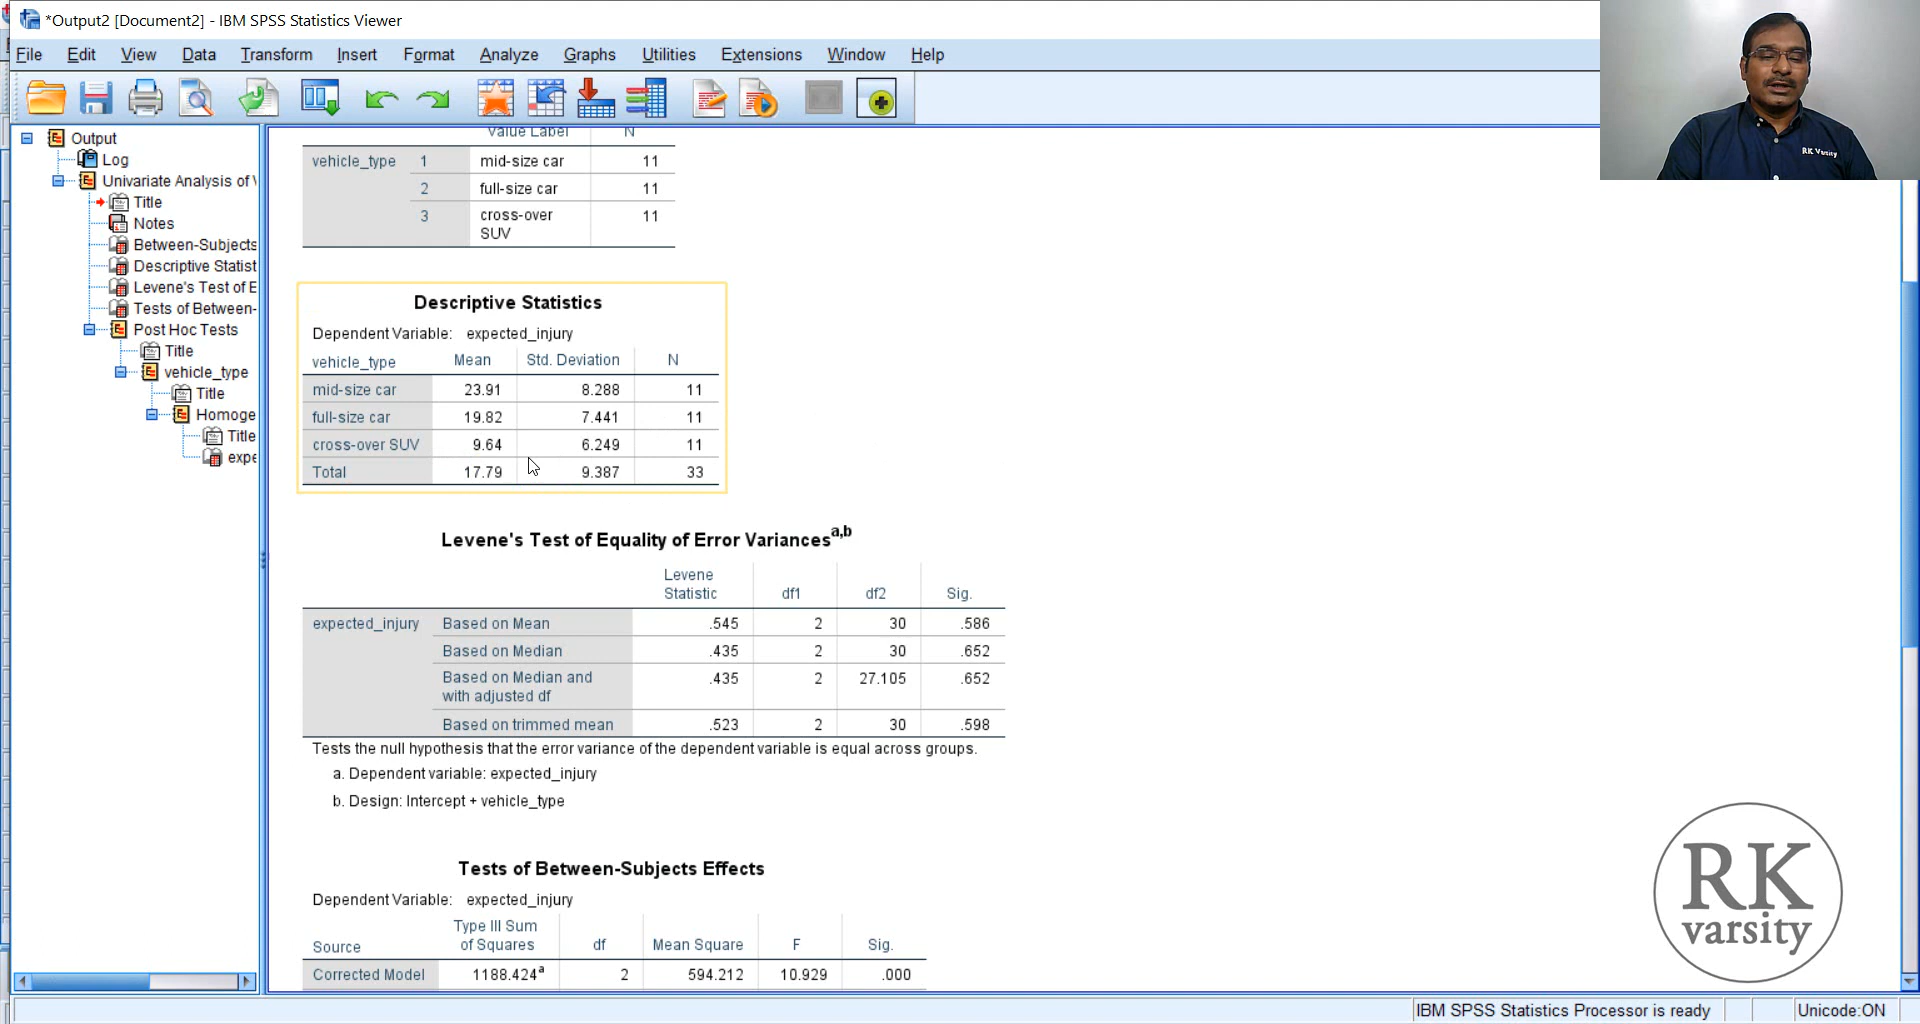 *Output2 [Document2] - IBM SPSS Statistics Viewer
File Edit View Data Transform Insert Format Analyze Graphs Utilities Extensions Window Help
Output
Log
Univariate Analysis of
Title
Notes
Between-Subjects
Descriptive Statist
Levene's Test of E
Tests of Between-
Post Hoc Tests
Title
vehicle_type
Title
Homoge
Title
expe
Value Label N
vehicle_type 1 mid-size car 11
2 full-size car 11
3 cross-over 11
SUV
Descriptive Statistics
Dependent Variable: expected_injury
vehicle_type Mean Std. Deviation N
mid-size car 23.91 8.288 11
full-size car 19.82 7.441 11
cross-over SUV 9.64 6.249 11
Total 17.79 9.387 33
Levene's Test of Equality of Error Variancesa,b
Levene
Statistic df1 df2 Sig.
expected_injury Based on Mean .545 2 30 .586
Based on Median .435 2 30 .652
Based on Median and .435 2 27.105 .652
with adjusted df
Based on trimmed mean .523 2 30 .598
Tests the null hypothesis that the error variance of the dependent variable is equal across groups.
a. Dependent variable: expected_injury
b. Design: Intercept + vehicle_type
Tests of Between-Subjects Effects
Dependent Variable: expected_injury
Type III Sum
Source of Squares df Mean Square F Sig.
Corrected Model 1188.424a 2 594.212 10.929 .000
RK Varsity
RK
varsity
IBM SPSS Statistics Processor is ready
Unicode:ON